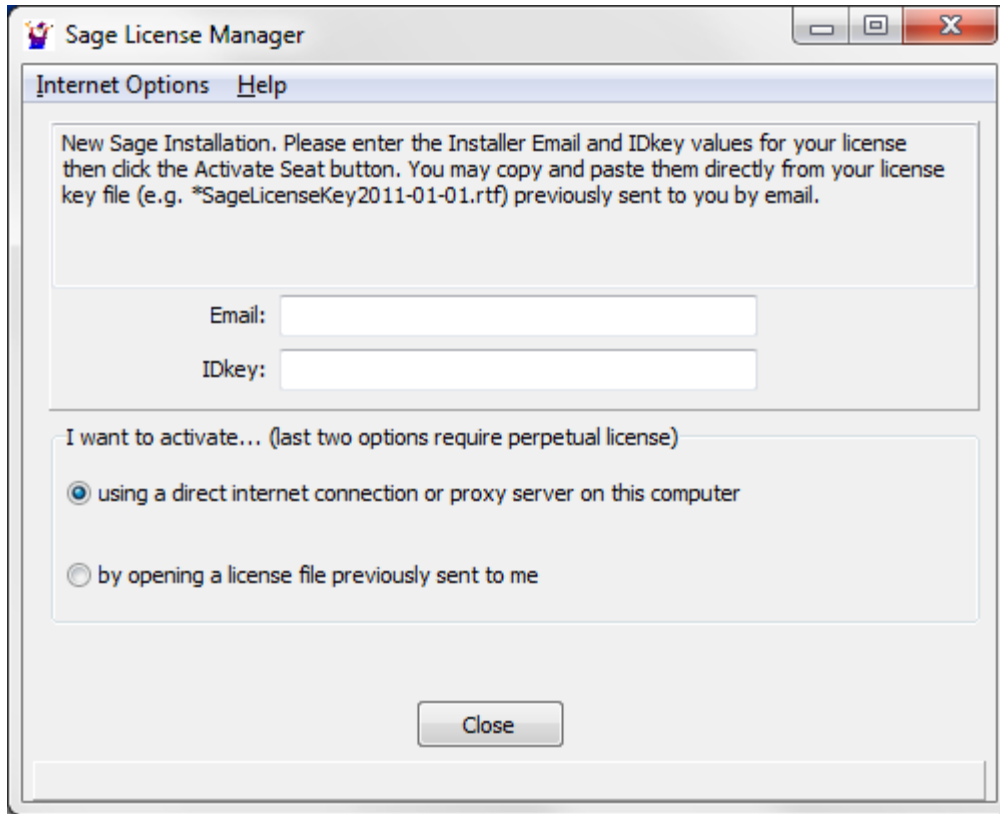 Sage License Manager
Internet Options Help
New Sage Installation. Please enter the Installer Email and IDkey values for your license
then click the Activate Seat button. You may copy and paste them directly from your license
key file (e.g. *SageLicenseKey2011-01-01.rtf) previously sent to you by email.
Email:
IDkey:
I want to activate... (last two options require perpetual license)
using a direct internet connection or proxy server on this computer
by opening a license file previously sent to me
Close